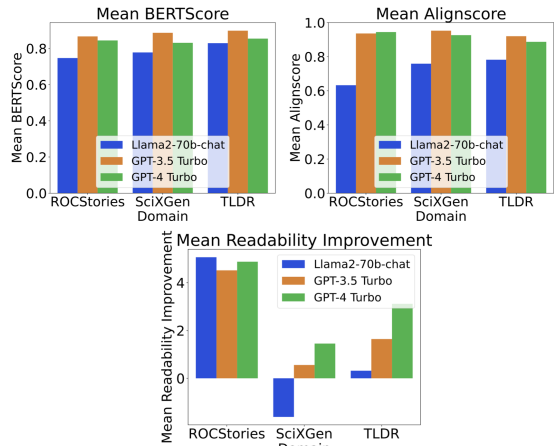 Mean BERTScore
Mean BERTScore
0.8
0.6
0.4
0.2
0.0
Llama2-70b-chat
GPT-3.5 Turbo
GPT-4 Turbo
ROCStories SciXGen TLDR
Domain
Mean Alignscore
Mean Alignscore
1.0
0.8
0.6
0.4
0.2
0.0
Llama2-70b-chat
GPT-3.5 Turbo
GPT-4 Turbo
ROCStories SciXGen TLDR
Domain
Mean Readability Improvement
Mean Readability Improvement
4
2
0
Llama2-70b-chat
GPT-3.5 Turbo
GPT-4 Turbo
ROCStories SciXGen TLDR